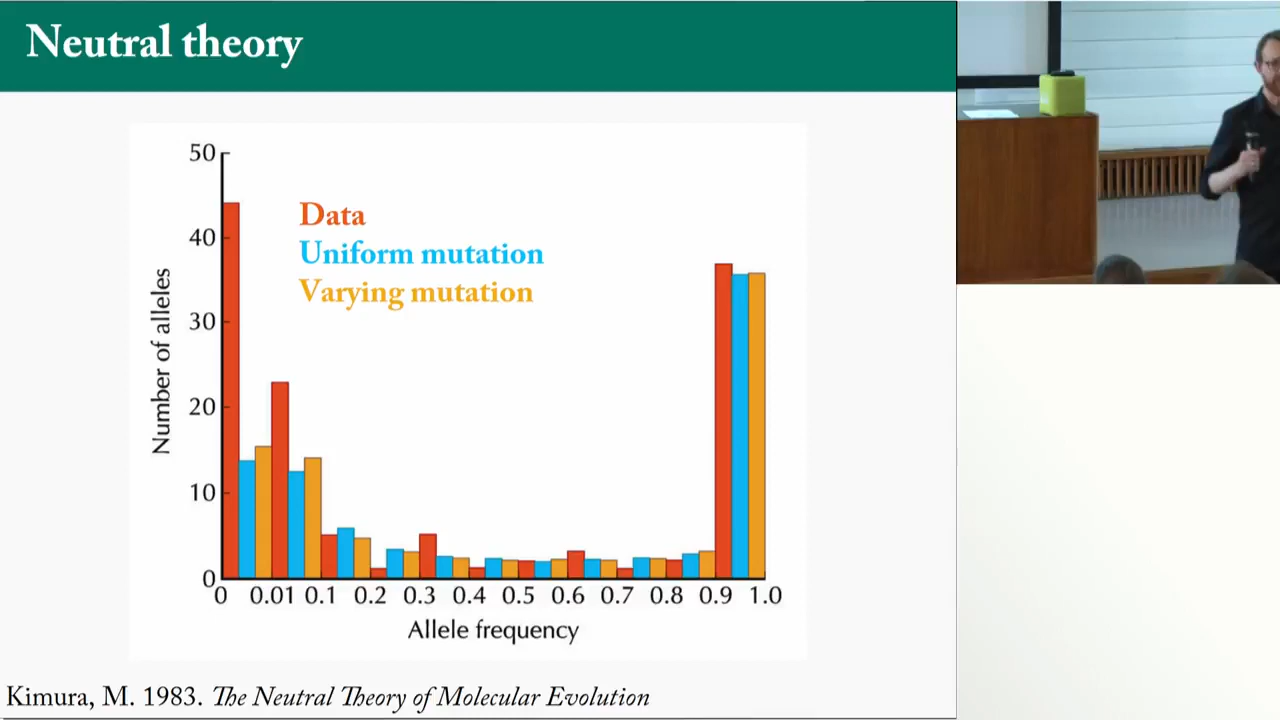 Neutral theory
50
40
30
20
10
0
Number of alleles
Data
Uniform mutation
Varying mutation
0 0.01 0.1 0.2 0.3 0.4 0.5 0.6 0.7 0.8 0.9 1.0
Allele frequency
Kimura, M. 1983. The Neutral Theory of Molecular Evolution